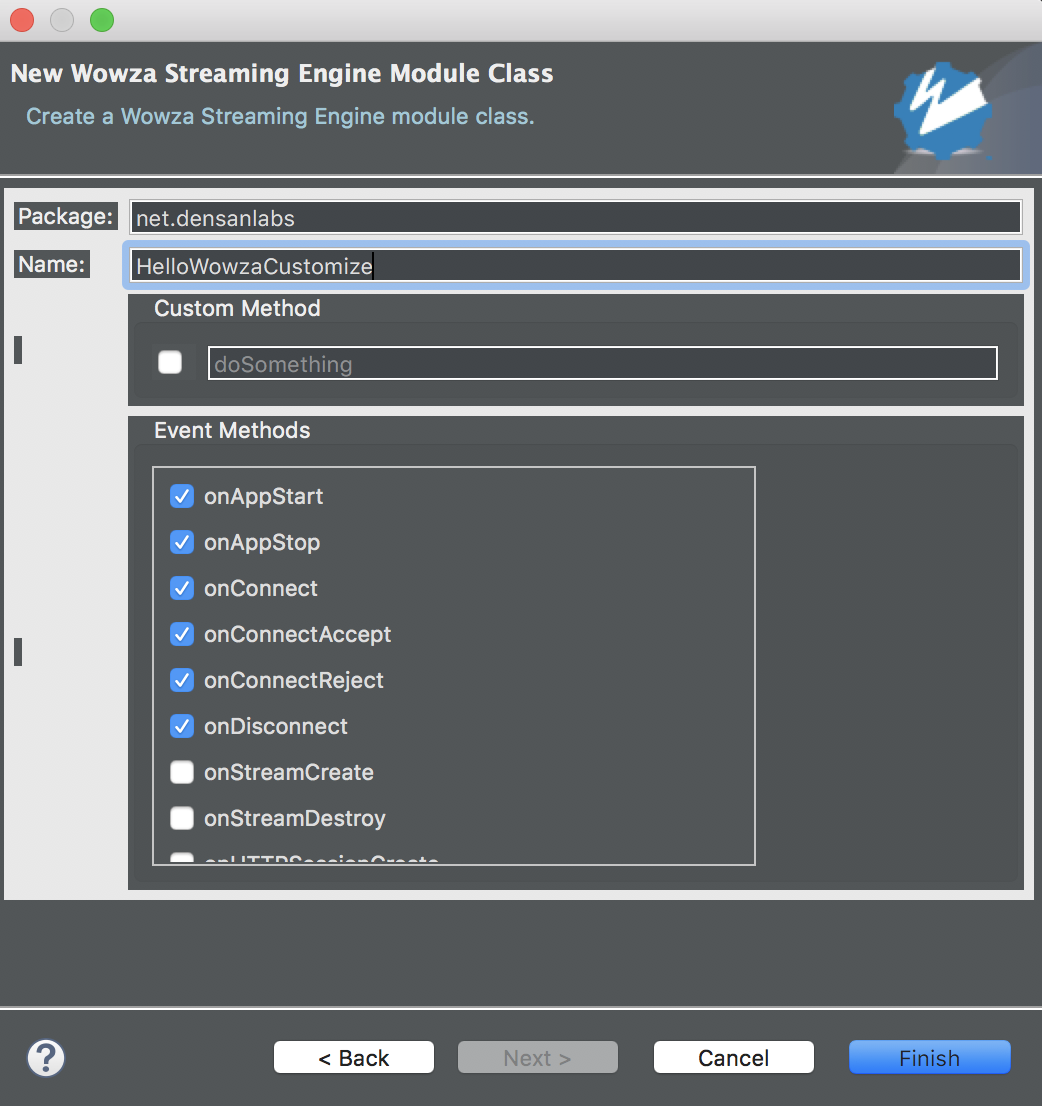 New Wowza Streaming Engine Module Class
Create a Wowza Streaming Engine module class.
Package: net.densanlabs
Name: HelloWowzaCustomize
Custom Method
doSomething
Event Methods
onAppStart
onAppStop
onConnect
onConnectAccept
onConnectReject
onDisconnect
onStreamCreate
onStreamDestroy
onHTTPSessionCreate
? < Back Next > Cancel Finish